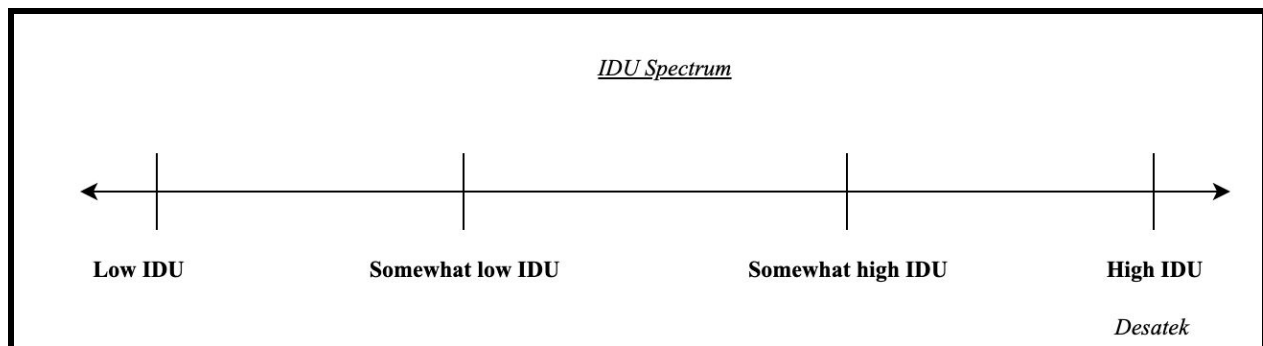 IDU Spectrum
Low IDU Somewhat low IDU Somewhat high IDU High IDU
Desatek